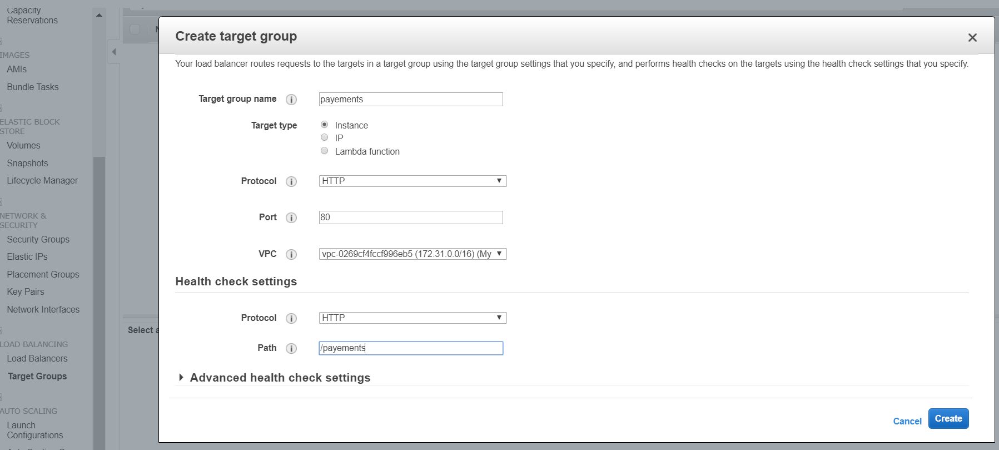 Capacity
Reservations
IMAGES
AMIs
Bundle Tasks
ELASTIC BLOCK
STORE
Volumes
Snapshots
Lifecycle Manager
NETWORK &
SECURITY
Security Groups
Elastic IPs
Placement Groups
Key Pairs
Network Interfaces
LOAD BALANCING
Load Balancers
Target Groups
AUTO SCALING
Launch
Configurations
Select a
Create target group
Your load balancer routes requests to the targets in a target group using the target group settings that you specify, and performs health checks on the targets using the health check settings that you specify.
Target group name payements
Target type Instance
IP
Lambda function
Protocol HTTP
Port 80
VPC vpc-0269cf4fccf996eb5 (172.31.0.0/16) (My
Health check settings
Protocol HTTP
Path /payements
Advanced health check settings
Cancel Create